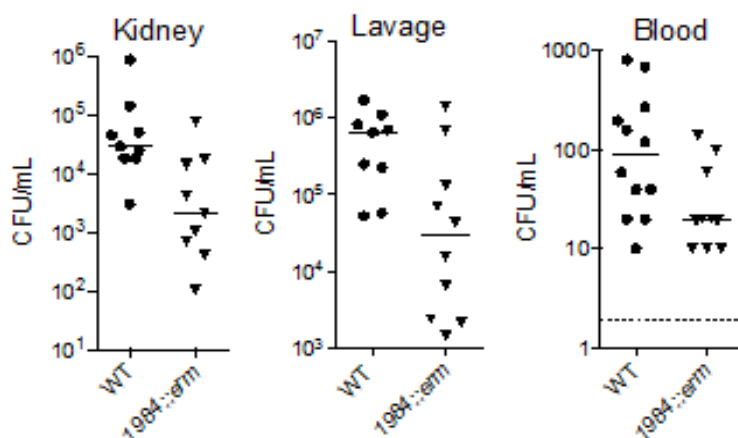 Kidney
CFU/mL
10⁶
10⁵
10⁴
10³
10²
10¹
WT
1984::erm
Lavage
CFU/mL
10⁷
10⁶
10⁵
10⁴
10³
WT
1984::erm
Blood
CFU/mL
1000
100
10
1
WT
1984::erm